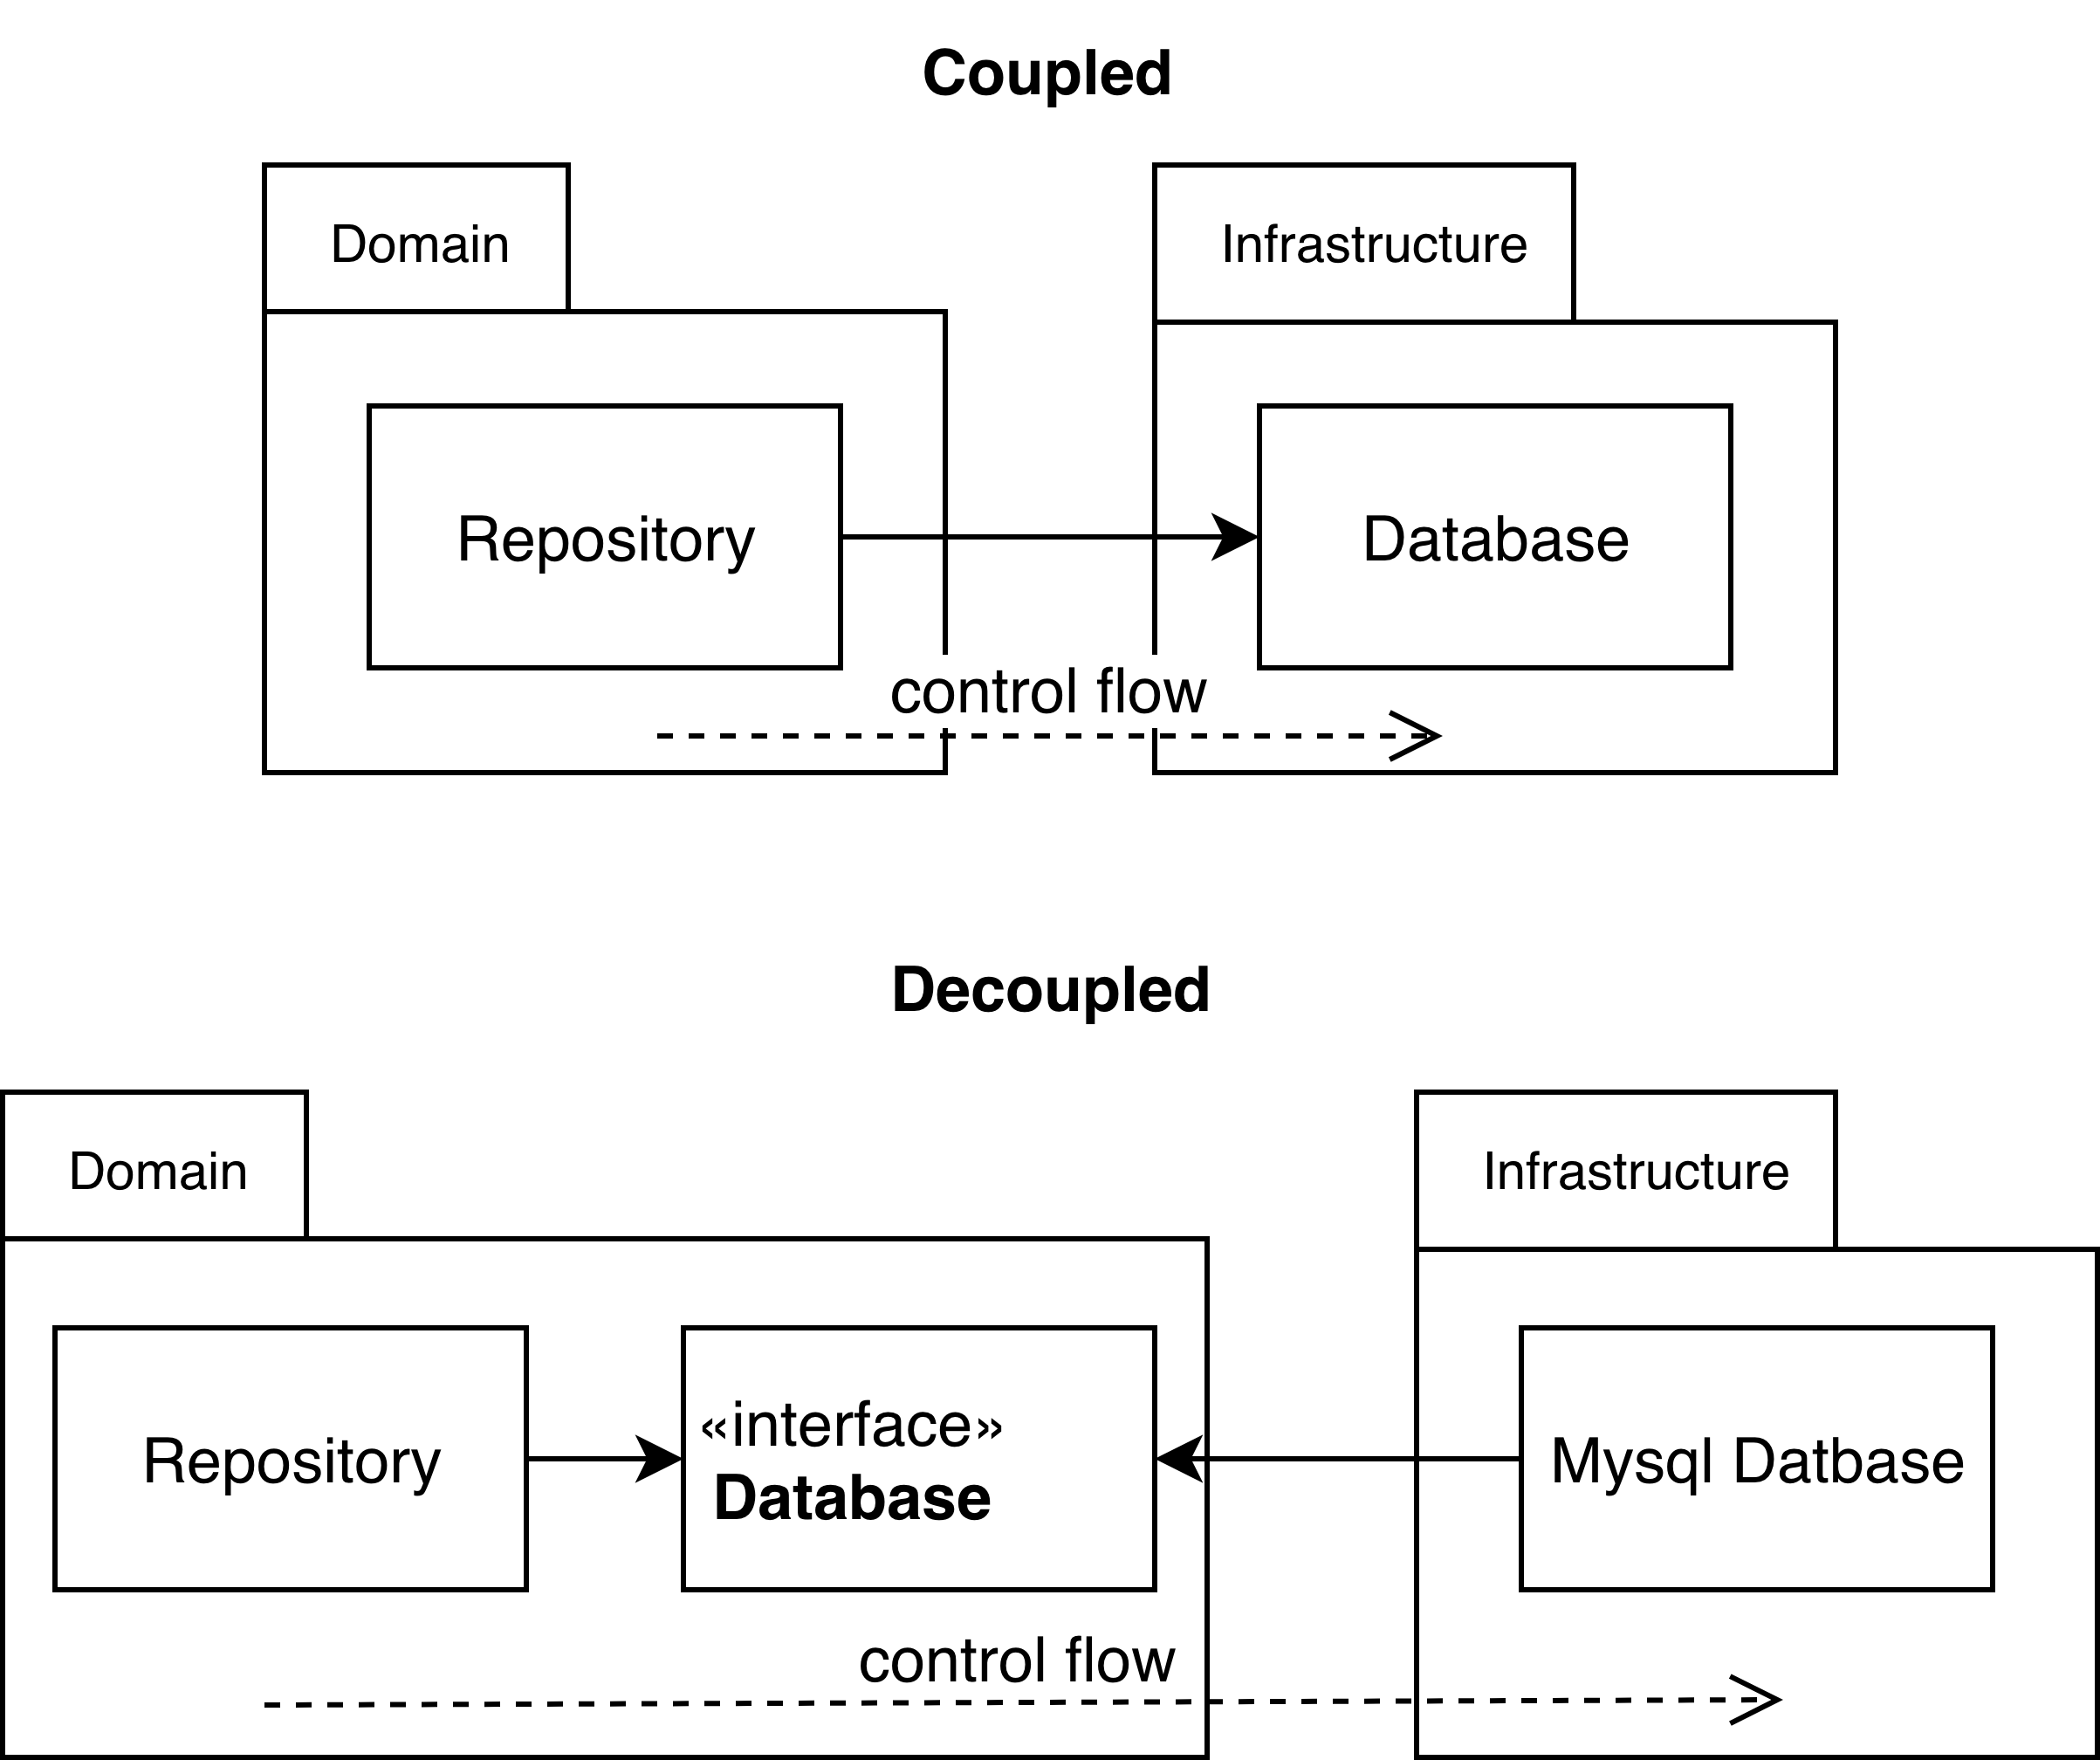 Coupled
Domain
Infrastructure
Repository
Database
control flow
Decoupled
Domain
Infrastructure
Repository
«interface»
Database
Mysql Datbase
control flow